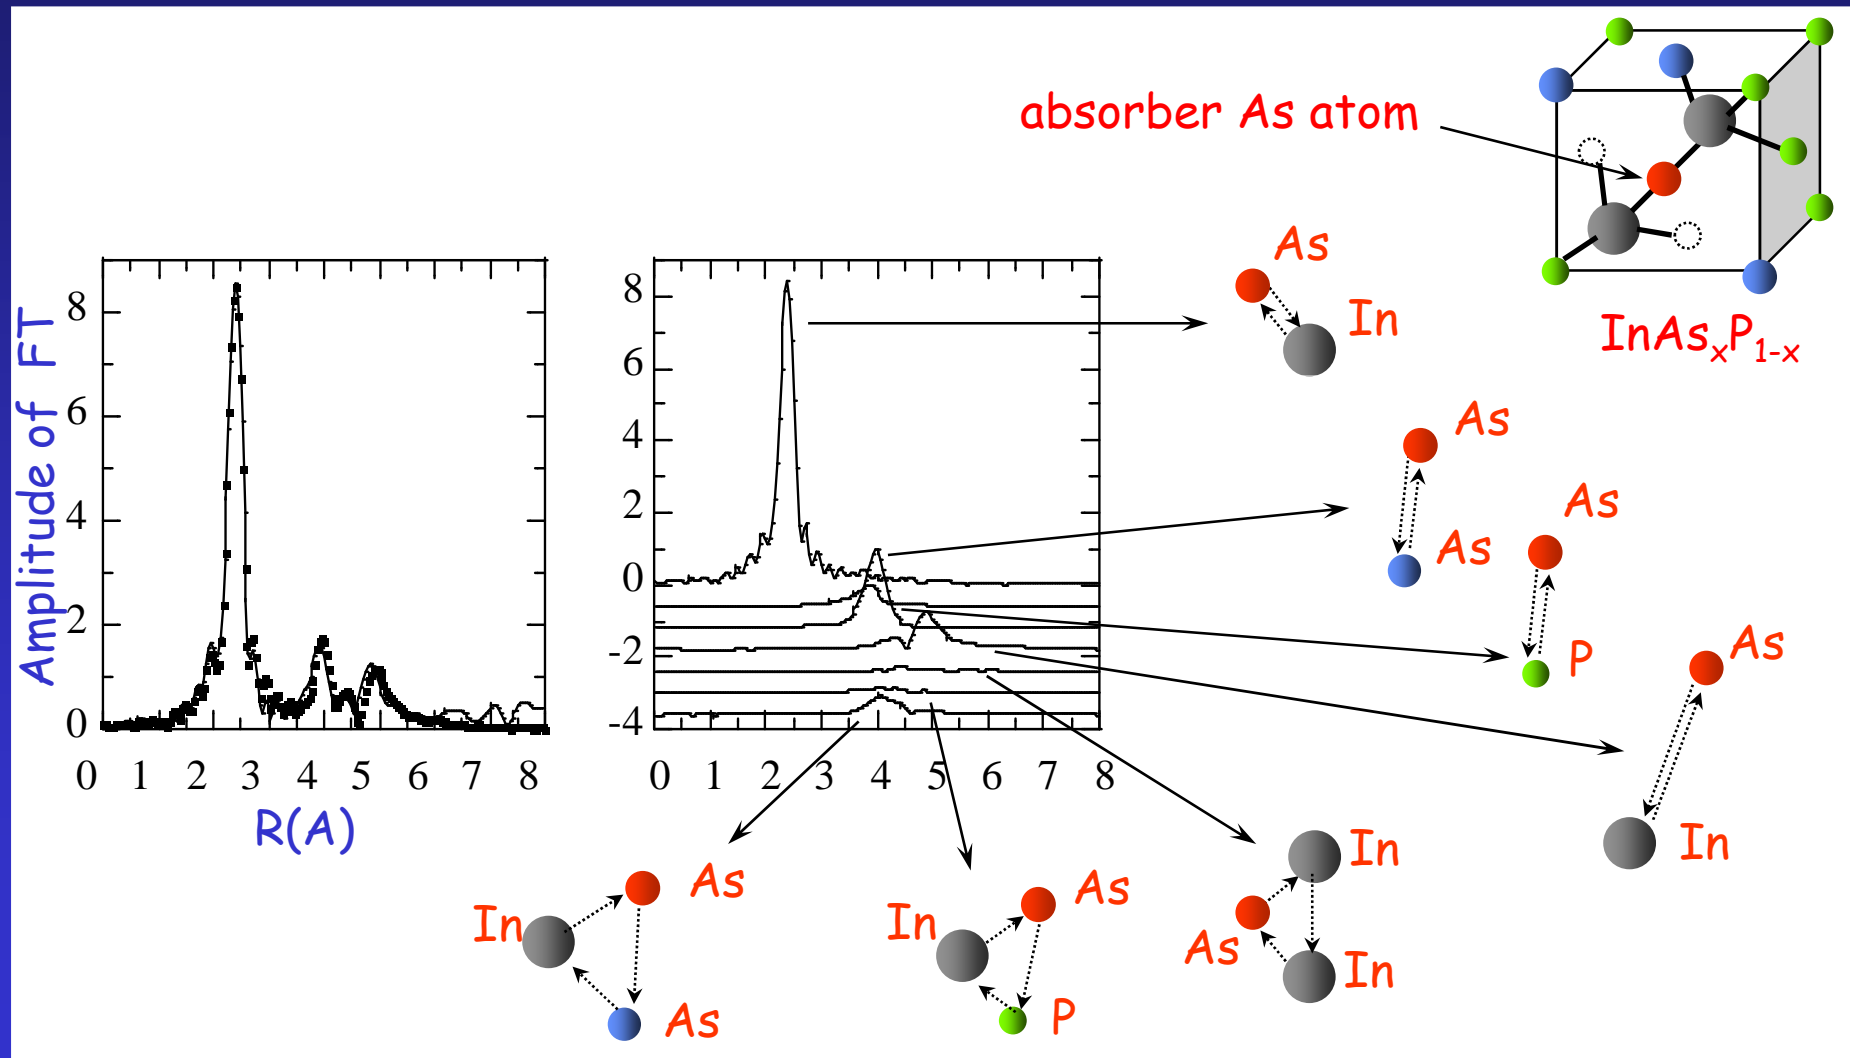 absorber As atom
InAsₓP₁₋ₓ
As
In
As
As
As
P
As
In
Amplitude of FT
8
6
4
2
0
0 1 2 3 4 5 6 7 8
R(A)
8
6
4
2
0
-2
-4
0 1 2 3 4 5 6 7 8
In
As
As
In
As
P
In
As
In